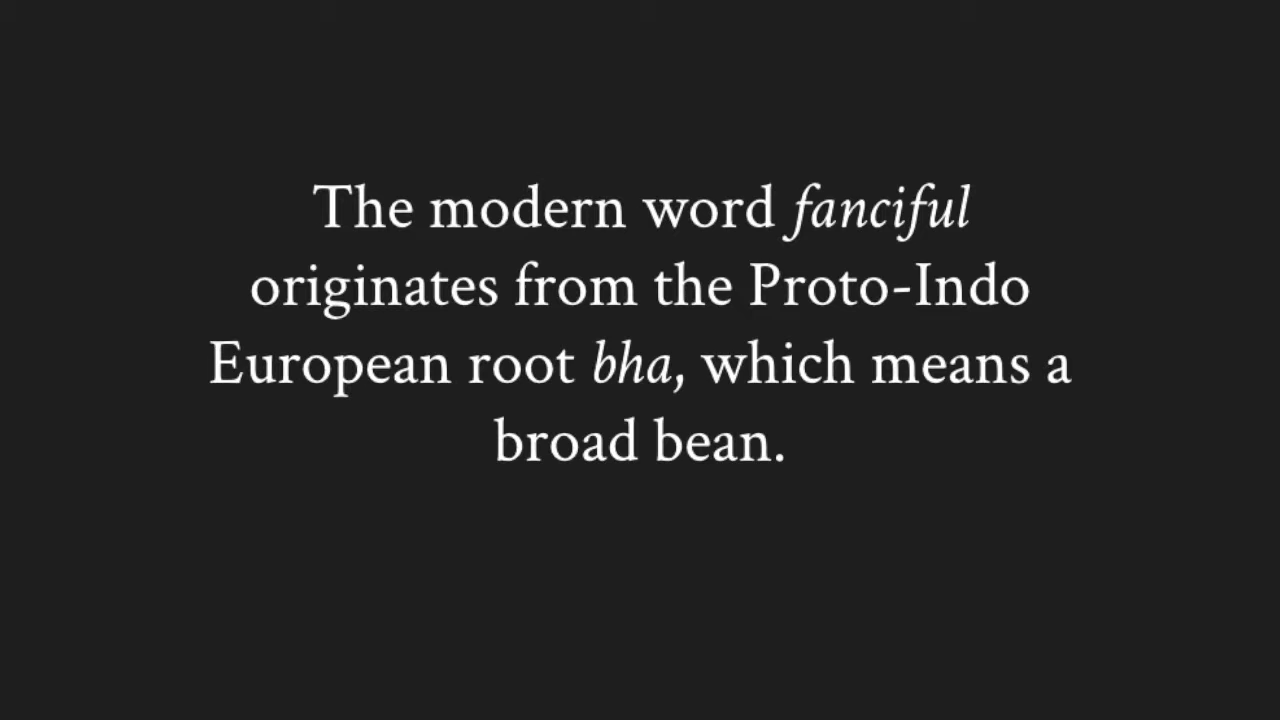 The modern word fanciful
originates from the Proto-Indo
European root bha, which means a
broad bean.